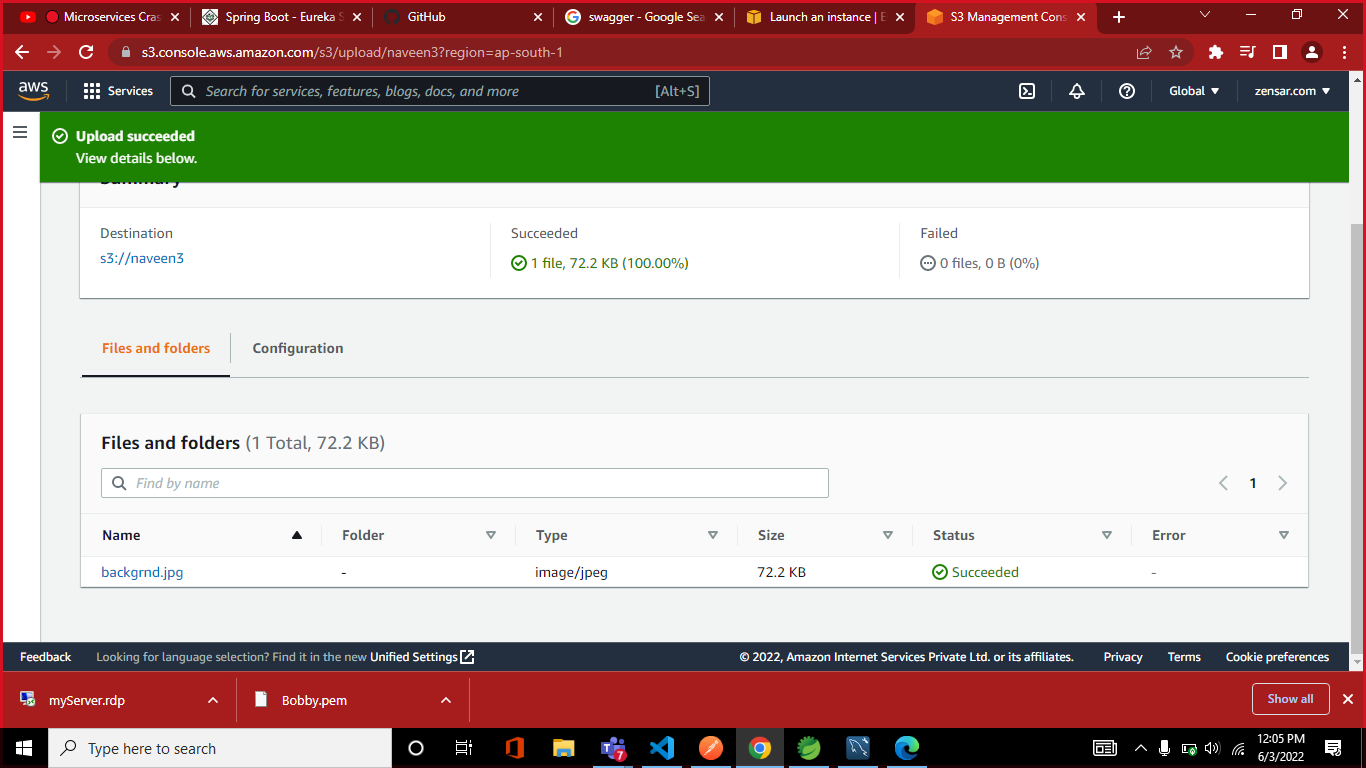 Microservices Cras
Spring Boot - Eureka S
GitHub
swagger - Google Sea
Launch an instance | E
S3 Management Cons
s3.console.aws.amazon.com/s3/upload/naveen3?region=ap-south-1
aws
Services
Search for services, features, blogs, docs, and more
[Alt+S]
Global
zensar.com
Upload succeeded
View details below.
Summary
Destination
s3://naveen3
Succeeded
1 file, 72.2 KB (100.00%)
Failed
0 files, 0 B (0%)
Files and folders
Configuration
Files and folders (1 Total, 72.2 KB)
Find by name
1
Name
Folder
Type
Size
Status
Error
backgrnd.jpg
-
image/jpeg
72.2 KB
Succeeded
-
Feedback
Looking for language selection? Find it in the new Unified Settings
© 2022, Amazon Internet Services Private Ltd. or its affiliates.
Privacy
Terms
Cookie preferences
myServer.rdp
Bobby.pem
Show all
Type here to search
7
12:05 PM
6/3/2022